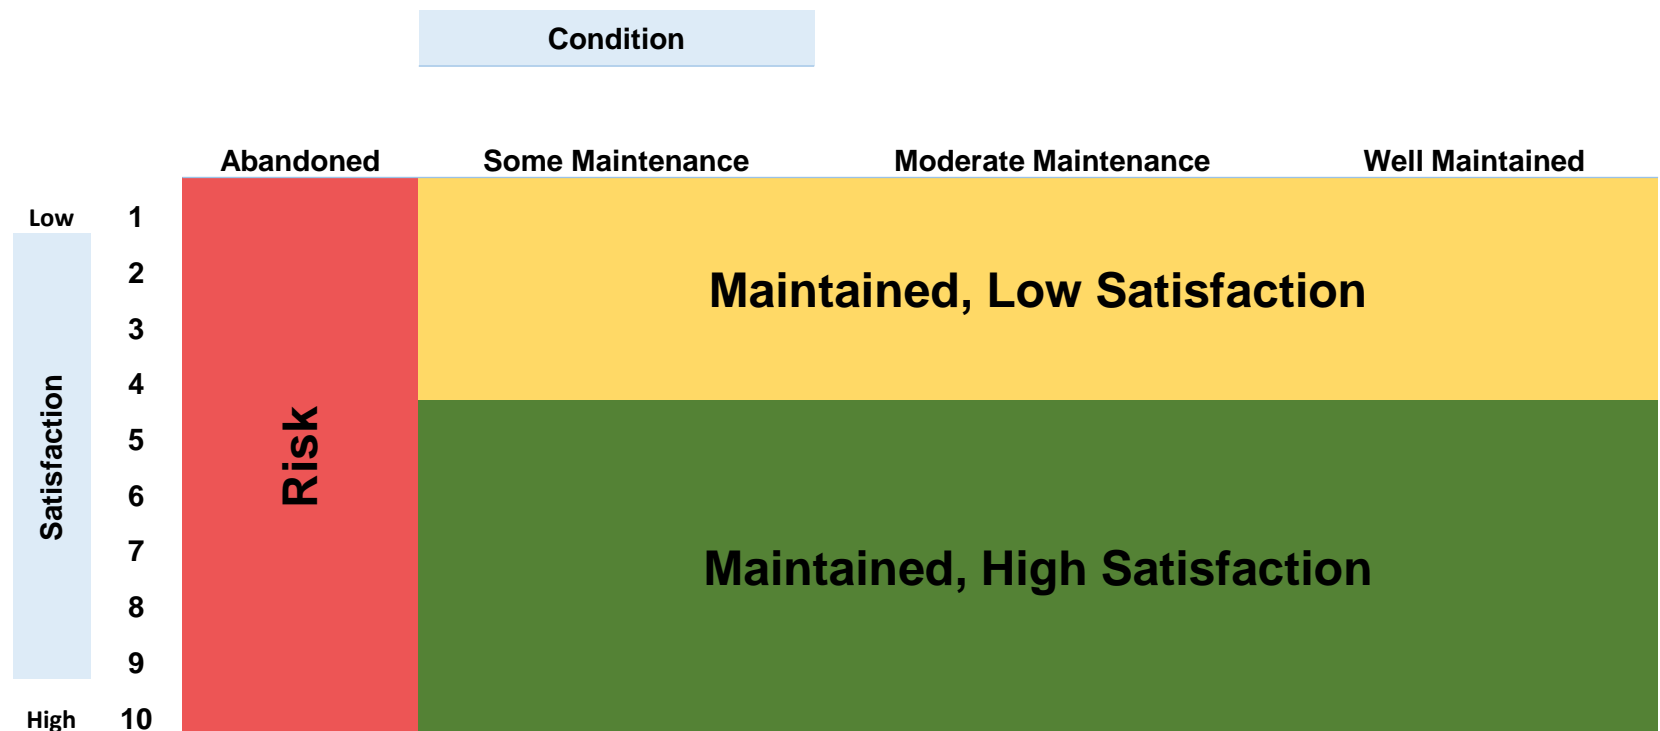 Condition
Abandoned Some Maintenance Moderate Maintenance Well Maintained
Low 1
2
Maintained, Low Satisfaction
3
4
Satisfaction
Risk
5
6
7
Maintained, High Satisfaction
8
9
High 10